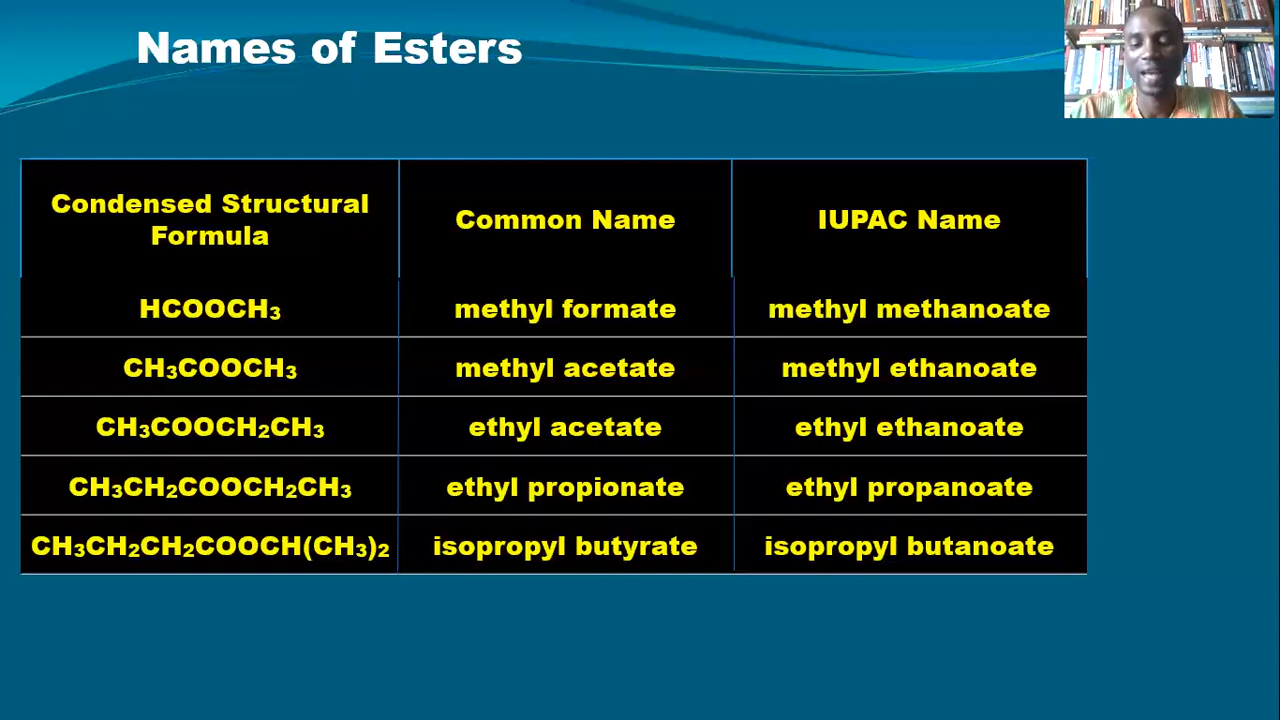 Names of Esters
Condensed Structural
Formula
Common Name
IUPAC Name
HCOOCH₃
methyl formate
methyl methanoate
CH₃COOCH₃
methyl acetate
methyl ethanoate
CH₃COOCH₂CH₃
ethyl acetate
ethyl ethanoate
CH₃CH₂COOCH₂CH₃
ethyl propionate
ethyl propanoate
CH₃CH₂CH₂COOCH(CH₃)₂
isopropyl butyrate
isopropyl butanoate